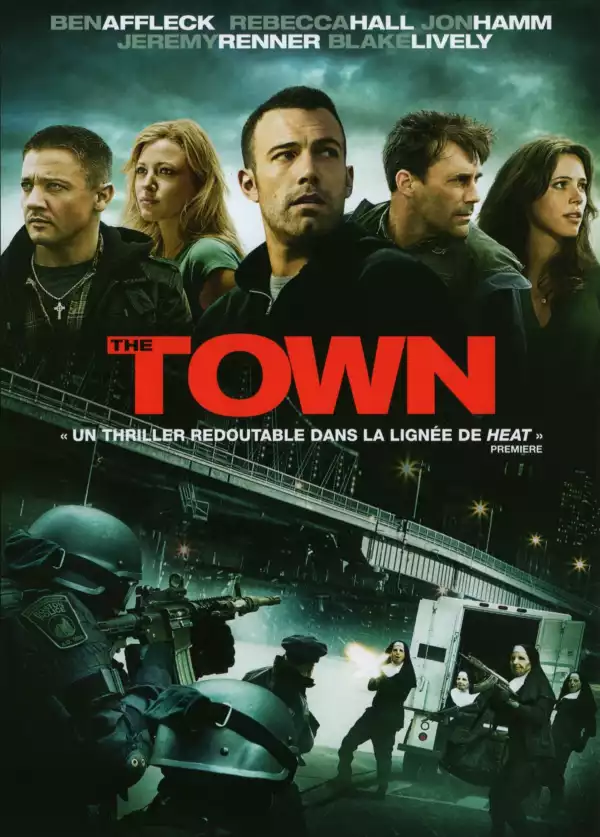 BENAFFLECK REBECCAHALL JONHAMM
JEREMYRENNER BLAKELIVELY
THE
TOWN
« UN THRILLER REDOUTABLE DANS LA LIGNÉE DE HEAT »
PREMIERE